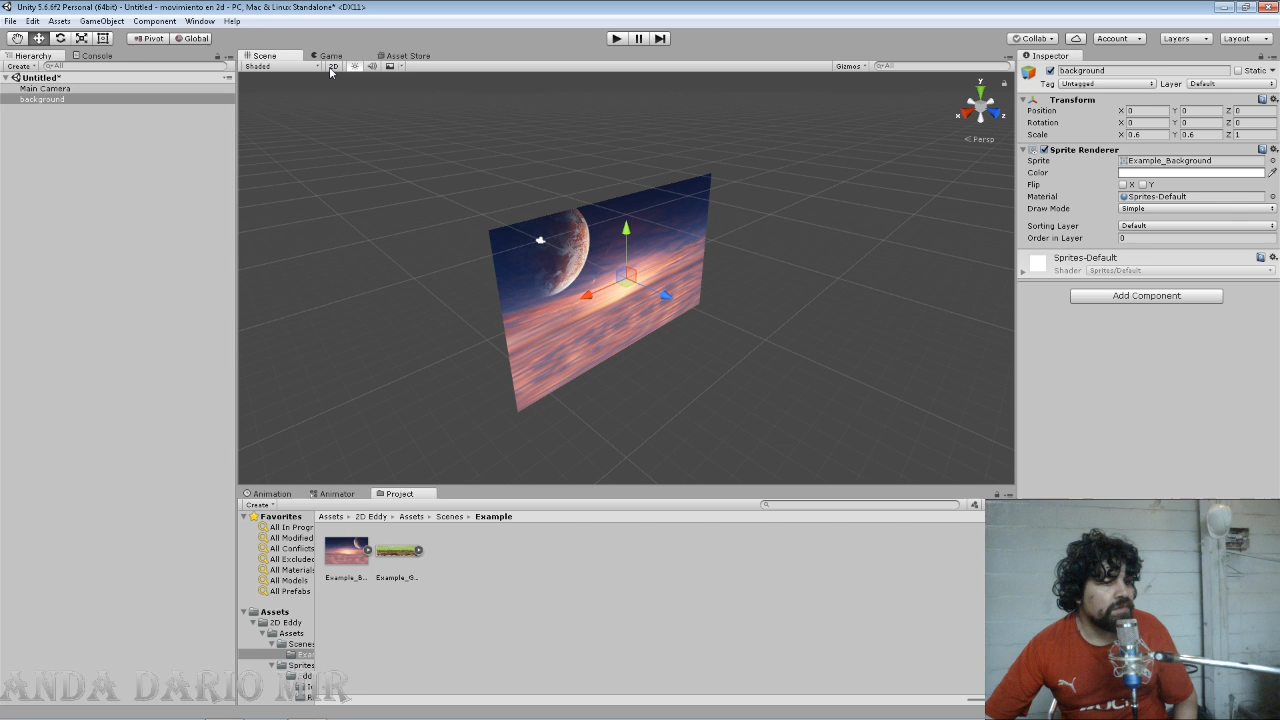 Unity 5.6.6f2 Personal (64bit) - Untitled - movimiento en 2d - PC, Mac & Linux Standalone* <DX11>
File Edit Assets GameObject Component Window Help
Pivot Global Collab Account Layers Layout
Hierarchy Console
Create All
Untitled*
Main Camera
background
Scene Game Asset Store
Shaded 2D Gizmos All
y
x z
Persp
Inspector
background Static
Tag Untagged Layer Default
Transform
Position X 0 Y 0 Z 0
Rotation X 0 Y 0 Z 0
Scale X 0.6 Y 0.6 Z 1
Sprite Renderer
Sprite Example_Background
Color
Flip X Y
Material Sprites-Default
Draw Mode Simple
Sorting Layer Default
Order in Layer 0
Sprites-Default
Shader Sprites/Default
Add Component
Animation Animator Project
Create
Favorites
All In Progr
All Modified
All Conflicts
All Excluded
All Materials
All Models
All Prefabs
Assets
2D Eddy
Assets
Scenes
Exa
Sprites
Assets 2D Eddy Assets Scenes Example
Example_B... Example_G...
ANDA DARIO MIR